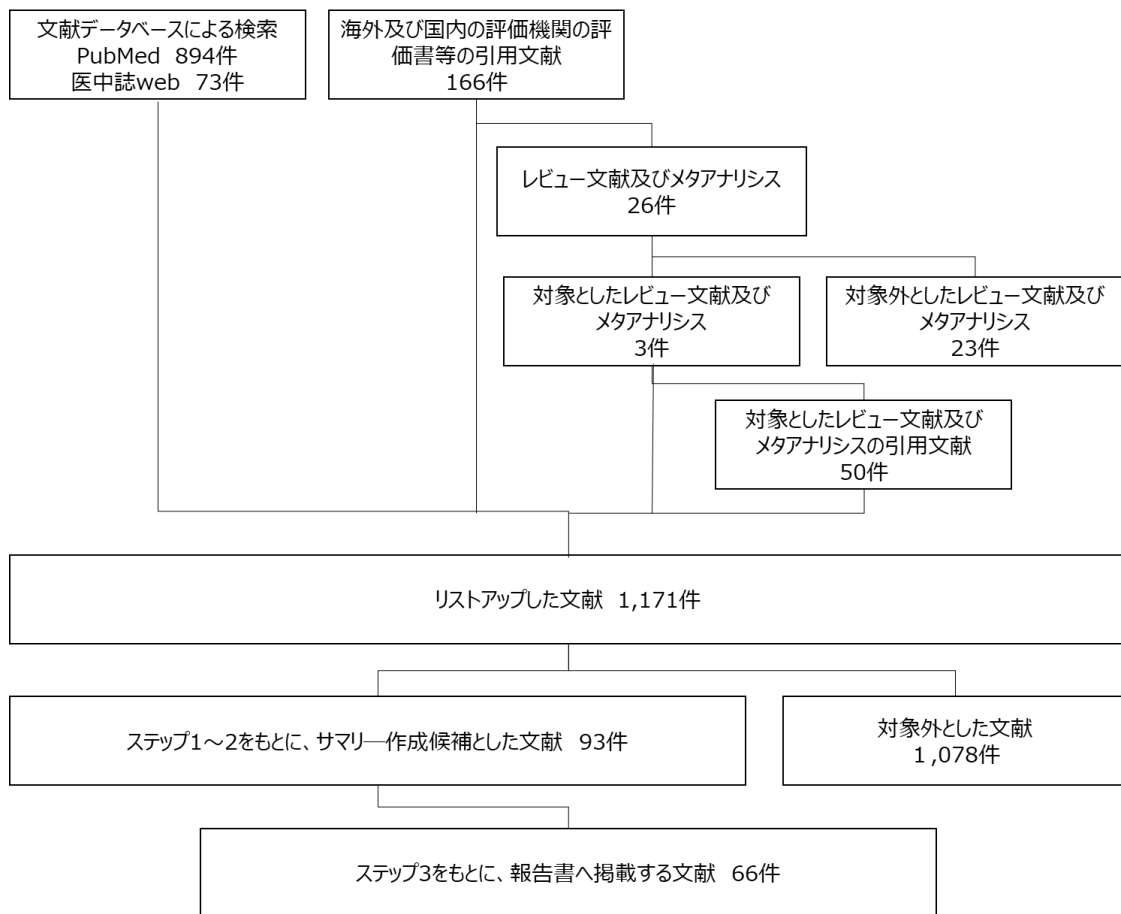 文献データベースによる検索
PubMed 894件
医中誌web 73件
海外及び国内の評価機関の評
価書等の引用文献
166件
レビュー文献及びメタアナリシス
26件
対象としたレビュー文献及び
メタアナリシス
3件
対象外としたレビュー文献及び
メタアナリシス
23件
対象としたレビュー文献及び
メタアナリシスの引用文献
50件
リストアップした文献 1,171件
ステップ1～2をもとに、サマリ―作成候補とした文献 93件
対象外とした文献
1,078件
ステップ3をもとに、報告書へ掲載する文献 66件